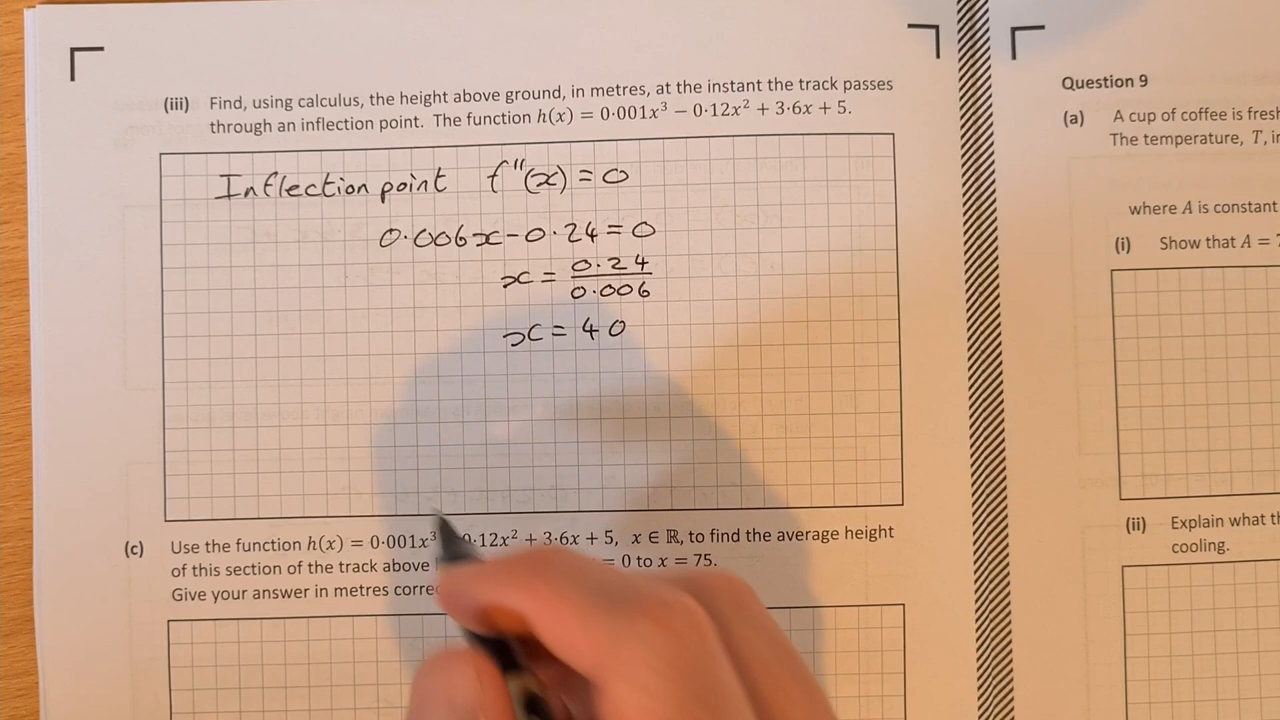 (iii) Find, using calculus, the height above ground, in metres, at the instant the track passes
through an inflection point. The function h(x) = 0·001x³ − 0·12x² + 3·6x + 5.
Inflection point f''(x) = 0
0·006x − 0·24 = 0
x = 0·24
0·006
x = 40
(c) Use the function h(x) = 0·001x³ 0·12x² + 3·6x + 5, x ∈ ℝ, to find the average height
of this section of the track above = 0 to x = 75.
Give your answer in metres
Question 9
(a) A cup of coffee is
The temperature, T,
where A is constant
(i) Show that A =
(ii) Explain what
cooling.